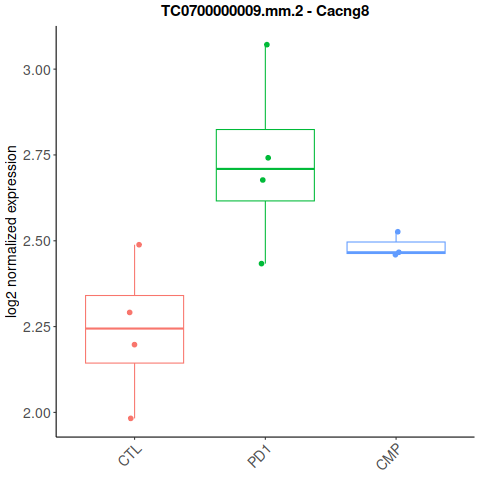 TC0700000009.mm.2 - Cacng8
log2 normalized expression
3.00
2.75
2.50
2.25
2.00
CTL
PD1
CMP